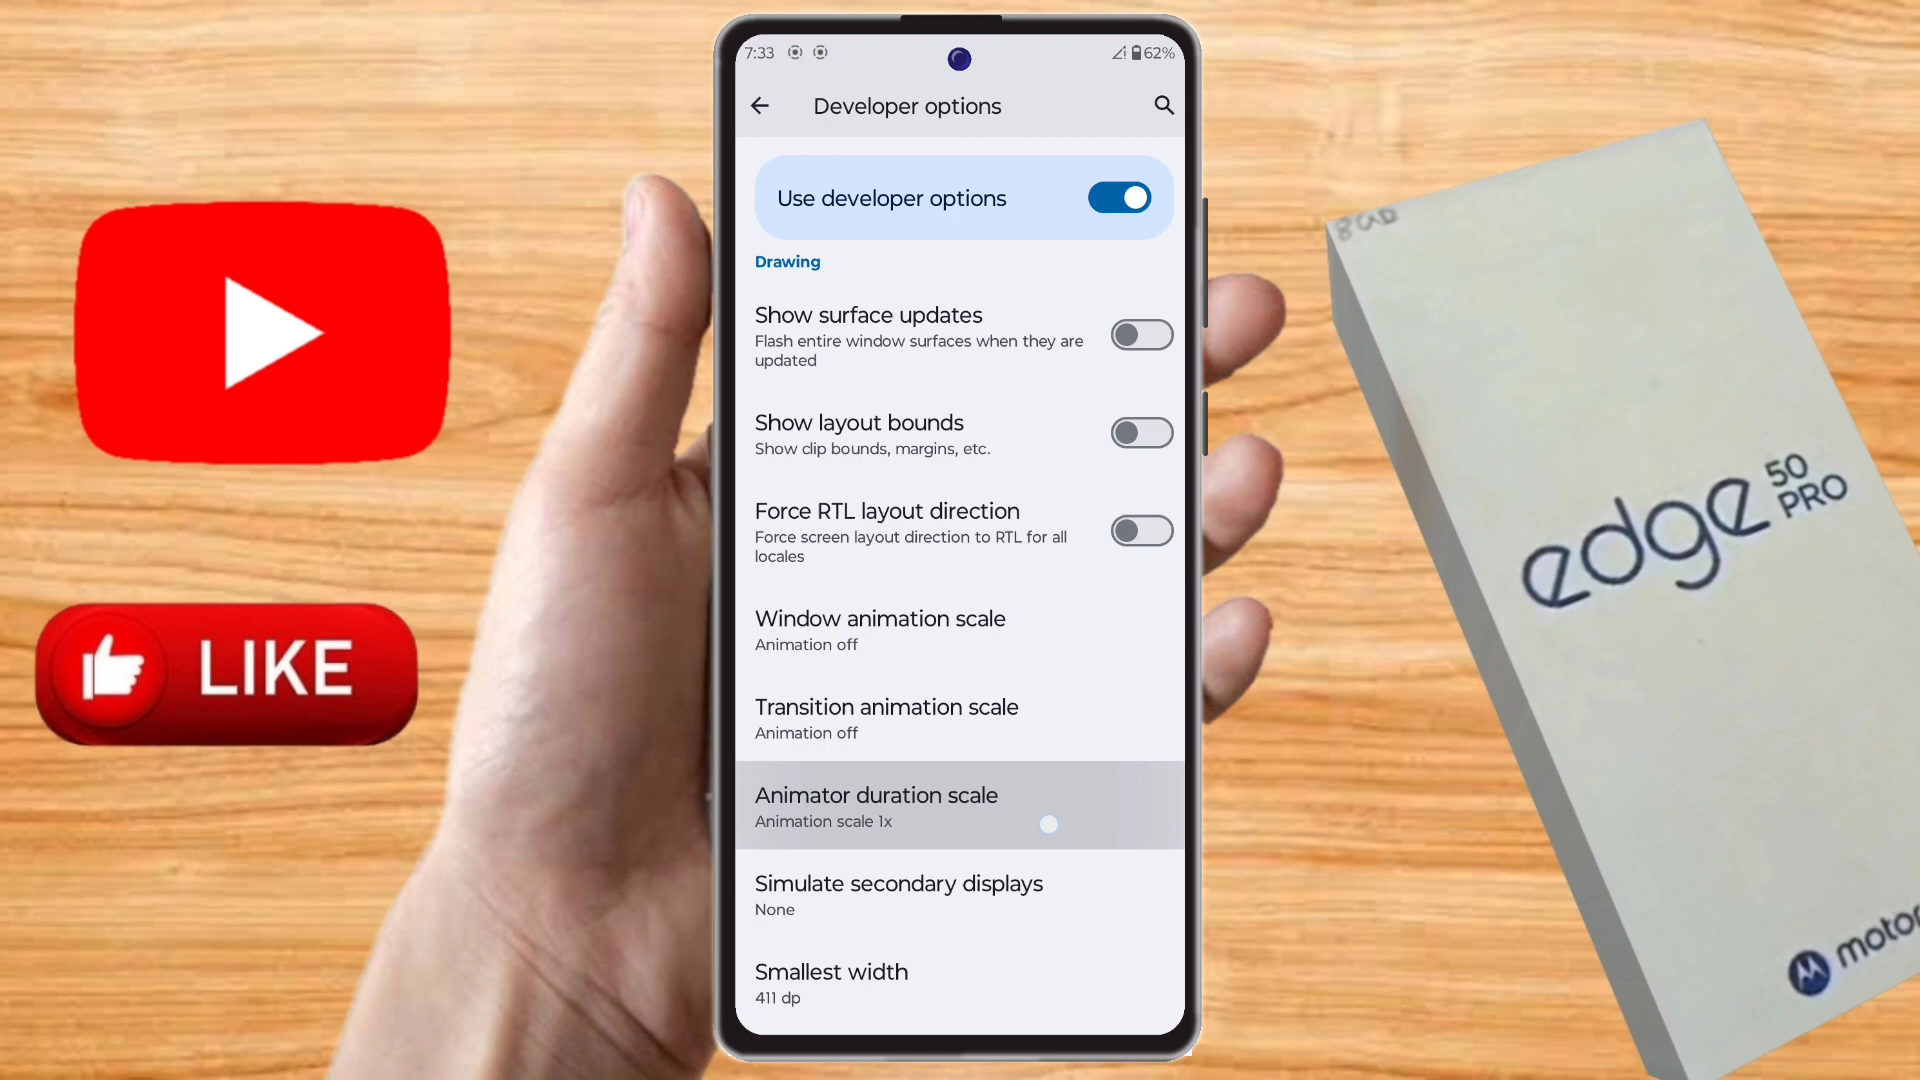 7:33
62%
Developer options
Use developer options
Drawing
Show surface updates
Flash entire window surfaces when they are
updated
Show layout bounds
Show clip bounds, margins, etc.
Force RTL layout direction
Force screen layout direction to RTL for all
locales
Window animation scale
Animation off
Transition animation scale
Animation off
Animator duration scale
Animation scale 1x
Simulate secondary displays
None
Smallest width
411 dp
LIKE
edge 50
PRO
motor